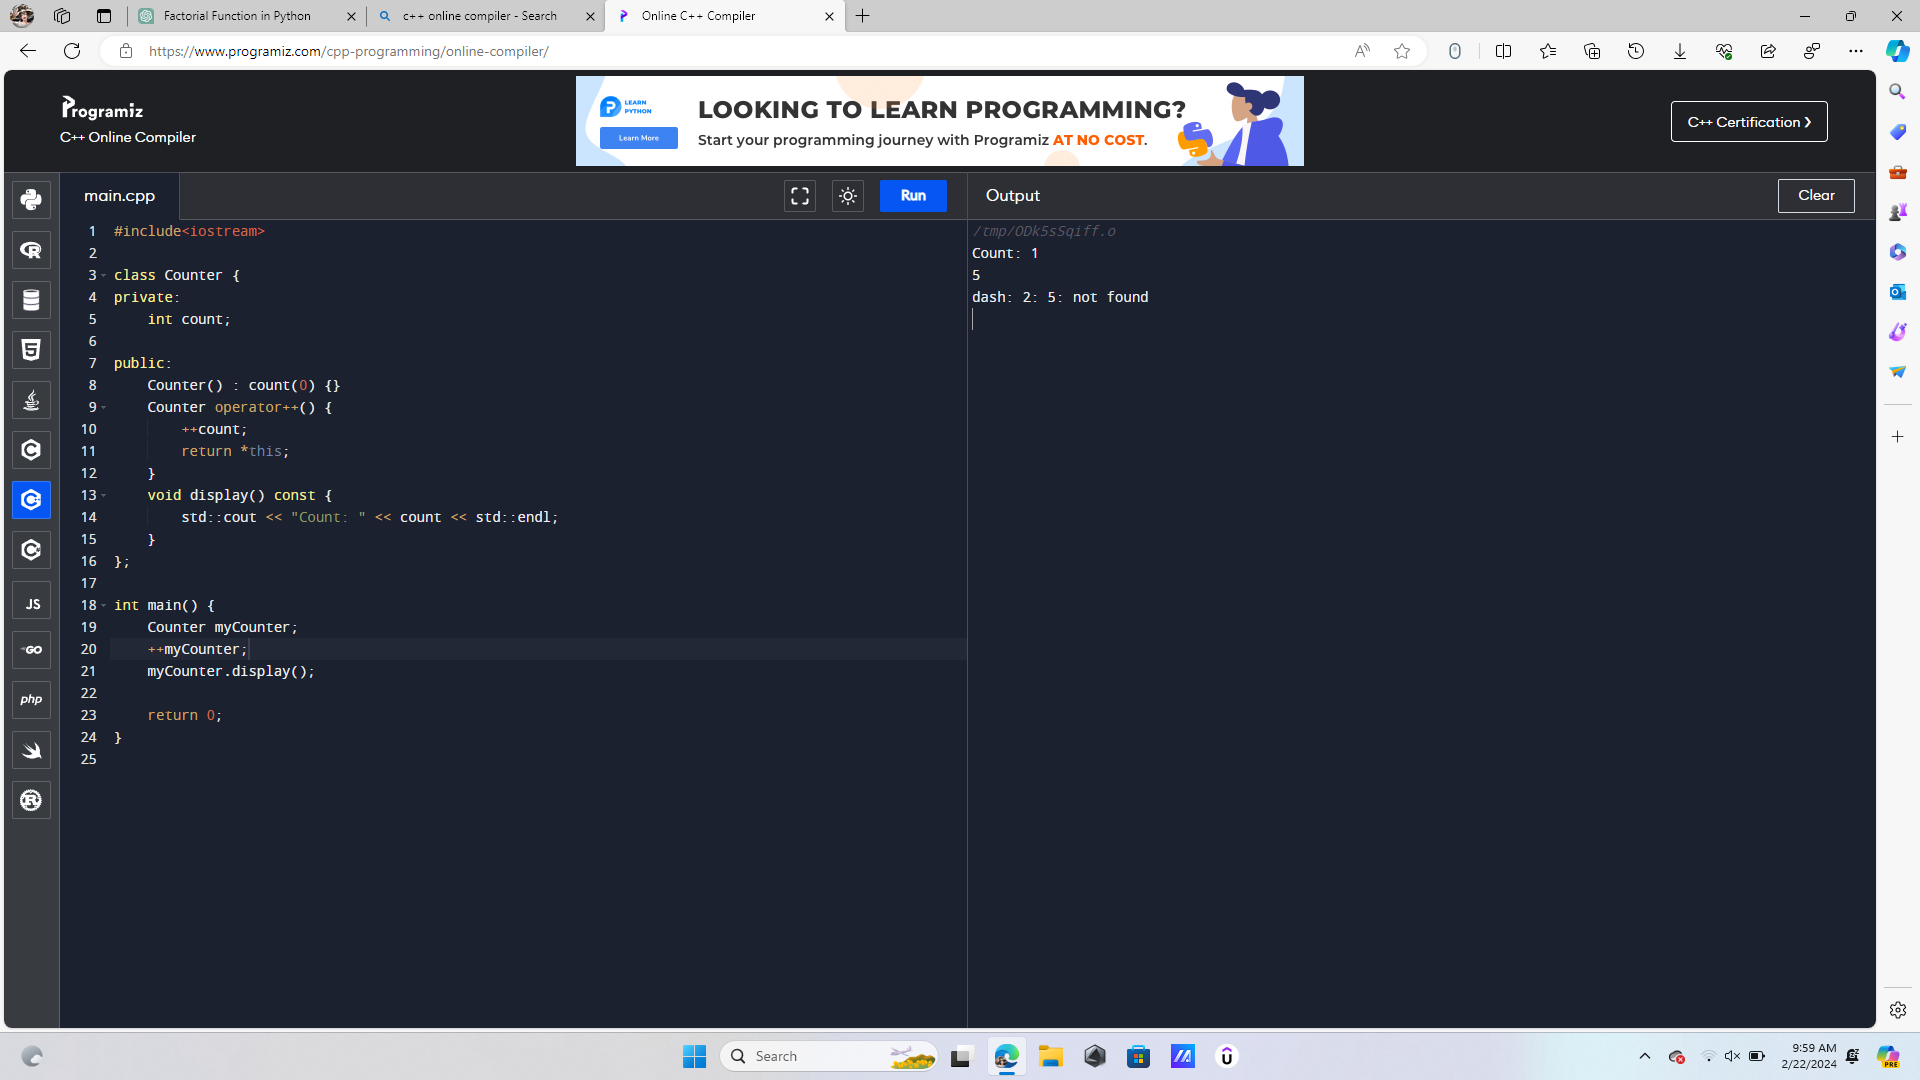 Factorial Function in Python
c++ online compiler - Search
Online C++ Compiler
https://www.programiz.com/cpp-programming/online-compiler/
Programiz
C++ Online Compiler
LEARN
PYTHON
Learn More
LOOKING TO LEARN PROGRAMMING?
Start your programming journey with Programiz AT NO COST.
C++ Certification ❯
main.cpp
Run
Output
Clear
1 #include<iostream>
2
3 class Counter {
4 private:
5     int count;
6
7 public:
8     Counter() : count(0) {}
9     Counter operator++() {
10         ++count;
11         return *this;
12     }
13     void display() const {
14         std::cout << "Count: " << count << std::endl;
15     }
16 };
17
18 int main() {
19     Counter myCounter;
20     ++myCounter;
21     myCounter.display();
22
23     return 0;
24 }
25
/tmp/ODk5sSqiff.o
Count: 1
5
dash: 2: 5: not found
JS
GO
php
Search
9:59 AM
2/22/2024
PRE